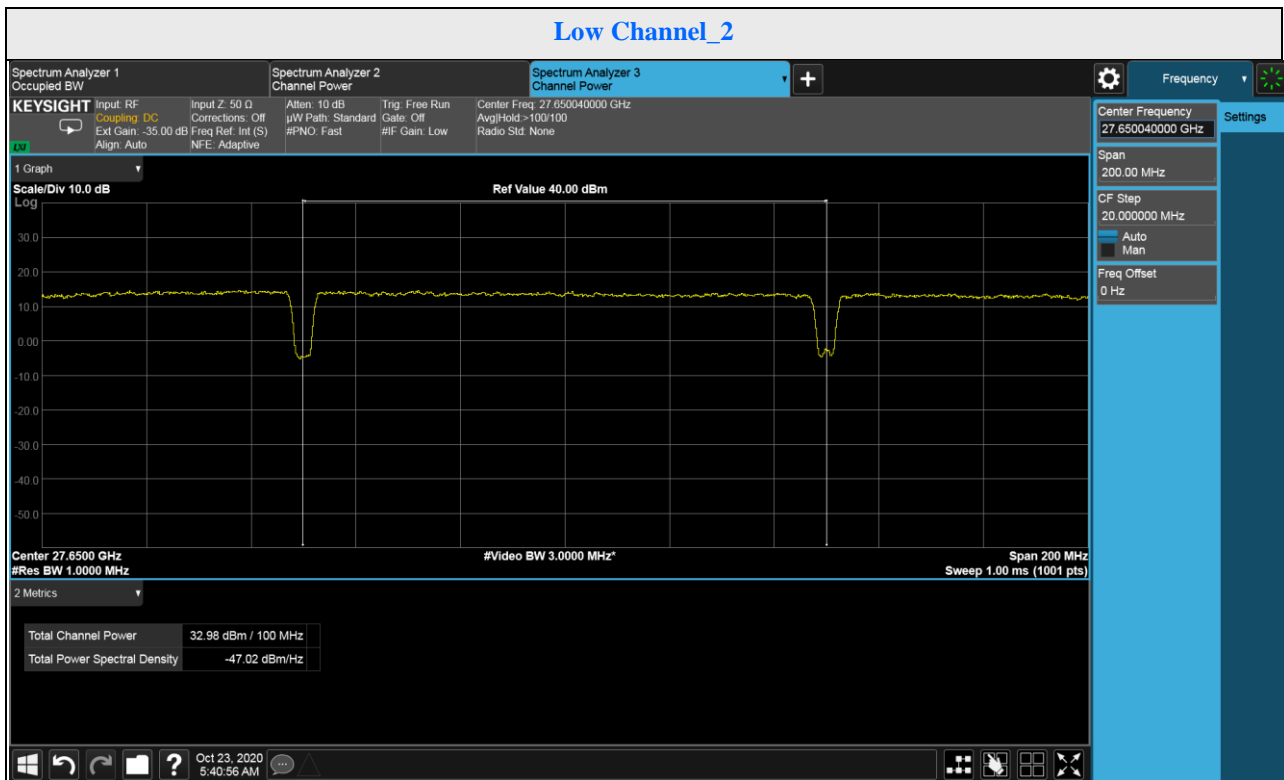 Low Channel_2
Spectrum Analyzer 1
Occupied BW
Spectrum Analyzer 2
Channel Power
Spectrum Analyzer 3
Channel Power
Frequency
KEYSIGHT
Input: RF
Coupling: DC
Ext Gain: -35.00 dB
Align: Auto
Input Z: 50 Ω
Corrections: Off
Freq Ref: Int (S)
NFE: Adaptive
Atten: 10 dB
µW Path: Standard
#PNO: Fast
Trig: Free Run
Gate: Off
#IF Gain: Low
Center Freq: 27.650040000 GHz
Avg|Hold:>100/100
Radio Std: None
LXI
Center Frequency
27.650040000 GHz
Settings
Span
200.00 MHz
CF Step
20.000000 MHz
Auto
Man
Freq Offset
0 Hz
1 Graph
Scale/Div 10.0 dB
Ref Value 40.00 dBm
Log
30.0
20.0
10.0
0.00
-10.0
-20.0
-30.0
-40.0
-50.0
Center 27.6500 GHz
#Video BW 3.0000 MHz*
Span 200 MHz
#Res BW 1.0000 MHz
Sweep 1.00 ms (1001 pts)
2 Metrics
Total Channel Power 32.98 dBm / 100 MHz
Total Power Spectral Density -47.02 dBm/Hz
Oct 23, 2020
5:40:56 AM